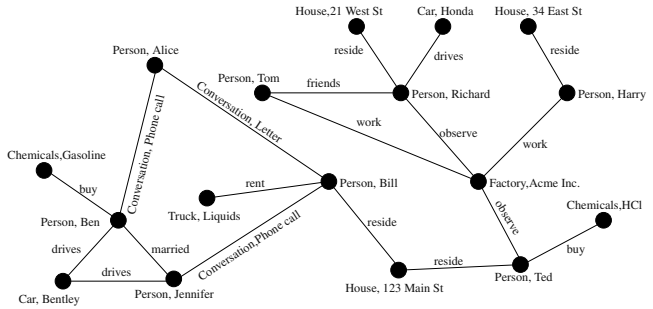 House,21 West St
Car, Honda
House, 34 East St
reside
drives
reside
Person, Alice
Person, Tom
friends
Person, Richard
Person, Harry
Conversation, Letter
work
observe
work
Conversation, Phone call
Chemicals,Gasoline
buy
rent
Person, Bill
Factory,Acme Inc.
Truck, Liquids
Chemicals,HCl
Person, Ben
observe
reside
drives
married
Conversation,Phone call
buy
drives
reside
Car, Bentley
Person, Jennifer
House, 123 Main St
Person, Ted